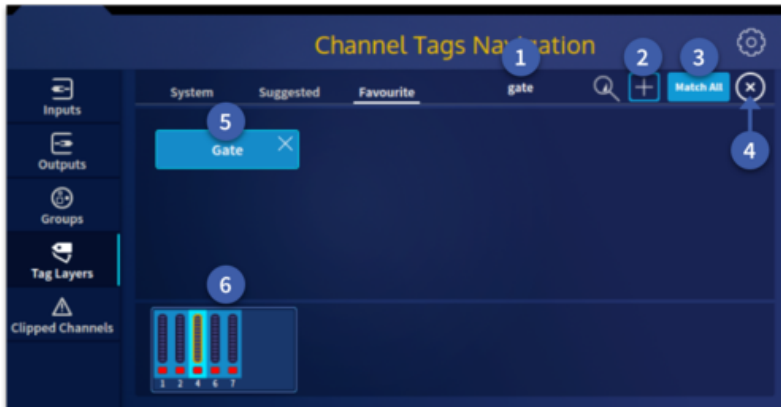 Channel Tags Navigation
1 2 3
System Suggested Favourite gate Match All
Inputs
5
Gate
4
Outputs
Groups
Tag Layers
6
Clipped Channels
1 2 4 6 7